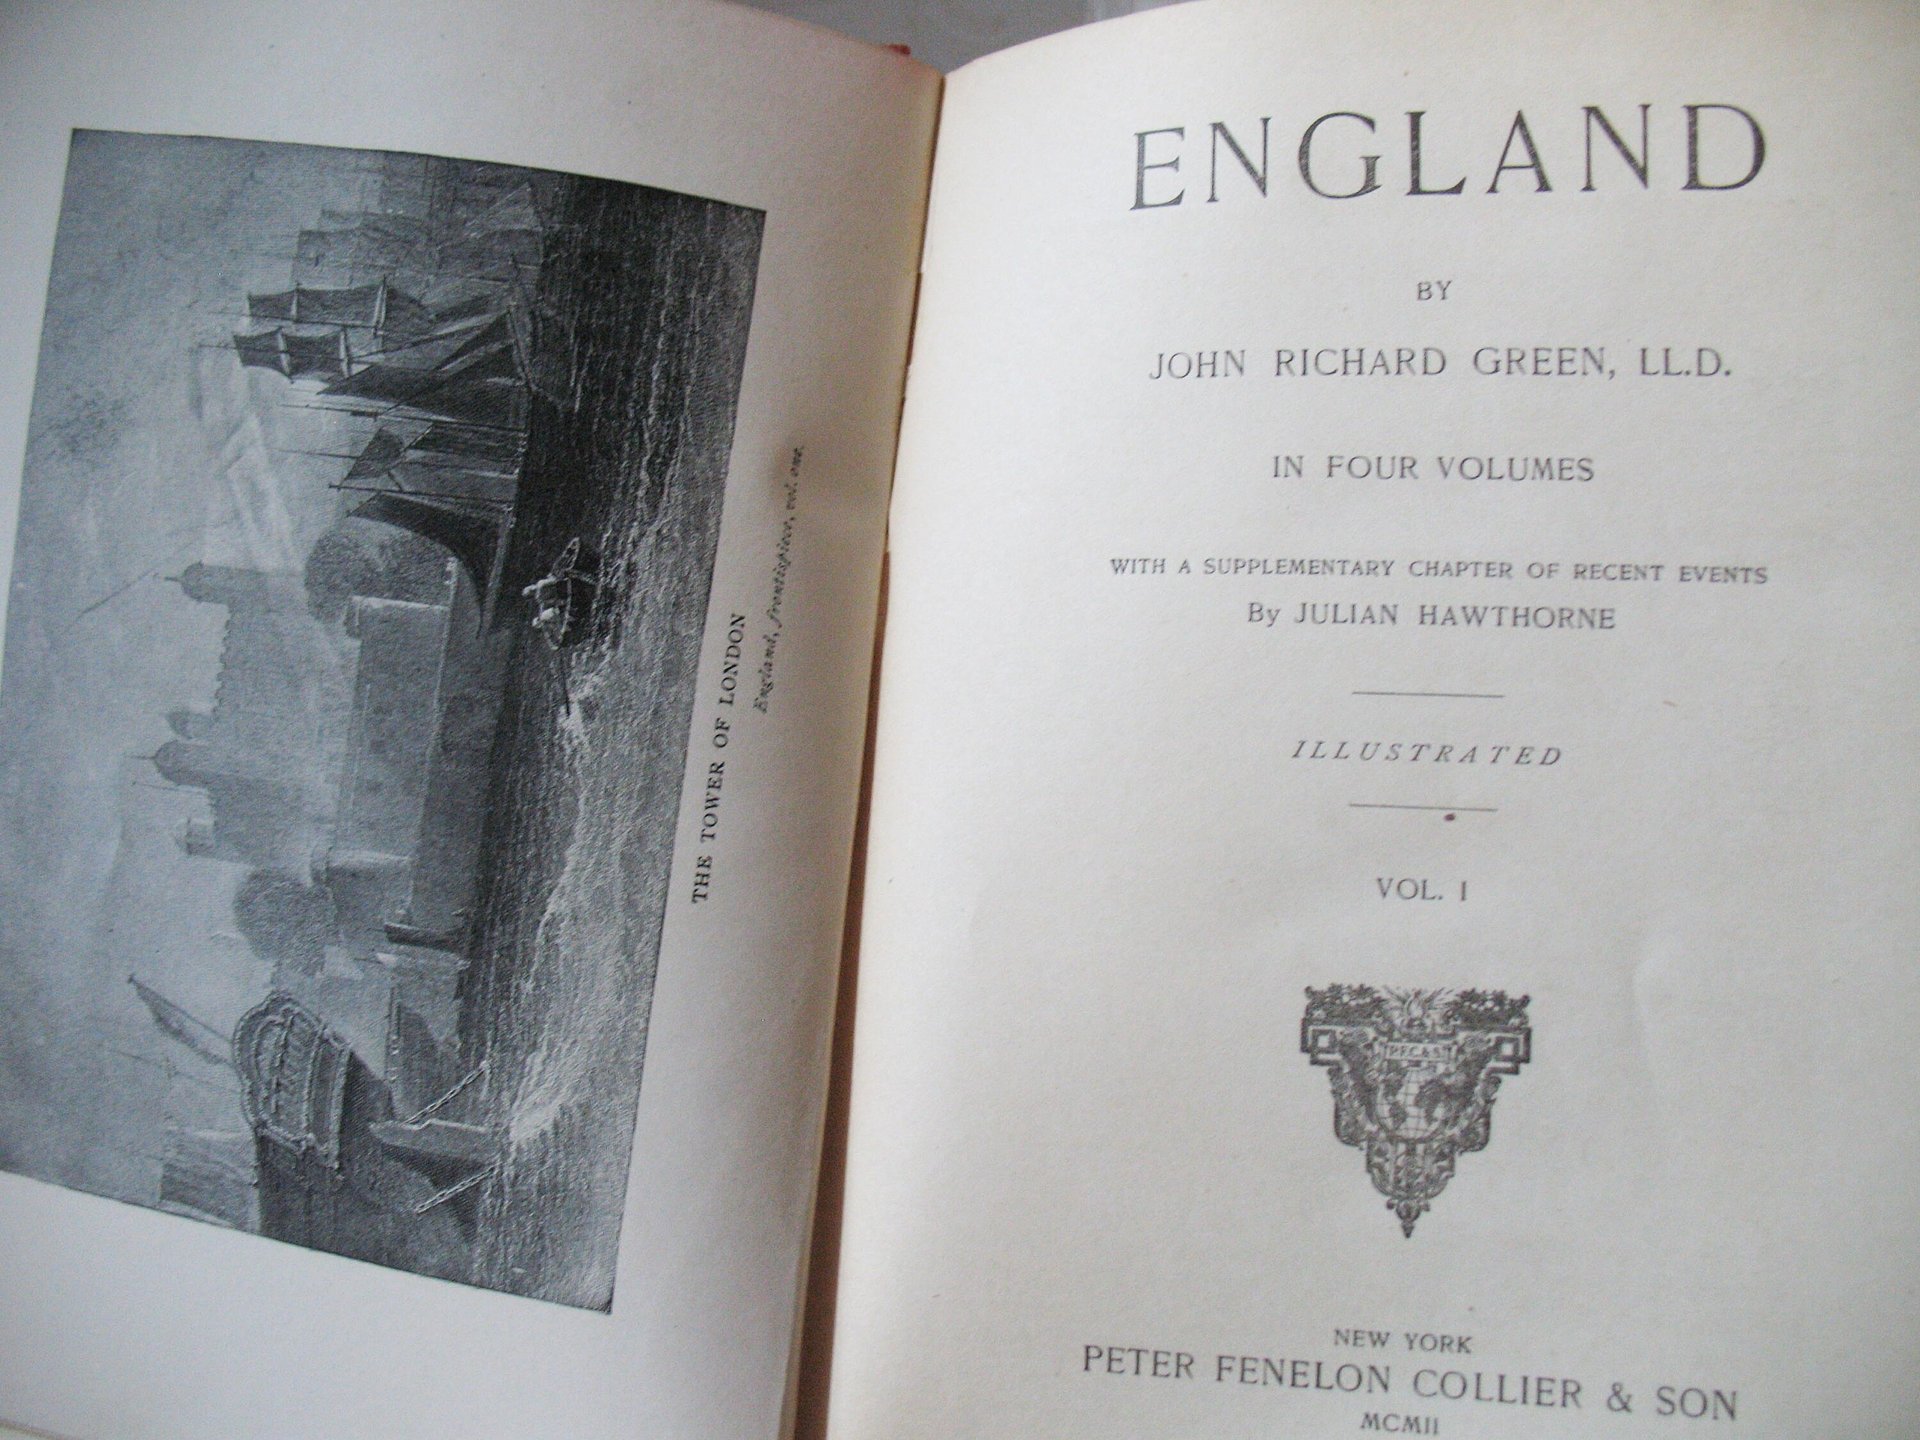 THE TOWER OF LONDON
England, frontispiece, vol. one
ENGLAND
BY
JOHN RICHARD GREEN, LL.D.
IN FOUR VOLUMES
WITH A SUPPLEMENTARY CHAPTER OF RECENT EVENTS
By JULIAN HAWTHORNE
ILLUSTRATED
VOL. I
P.F.C.& S.
NEW YORK
PETER FENELON COLLIER & SON
MCMII